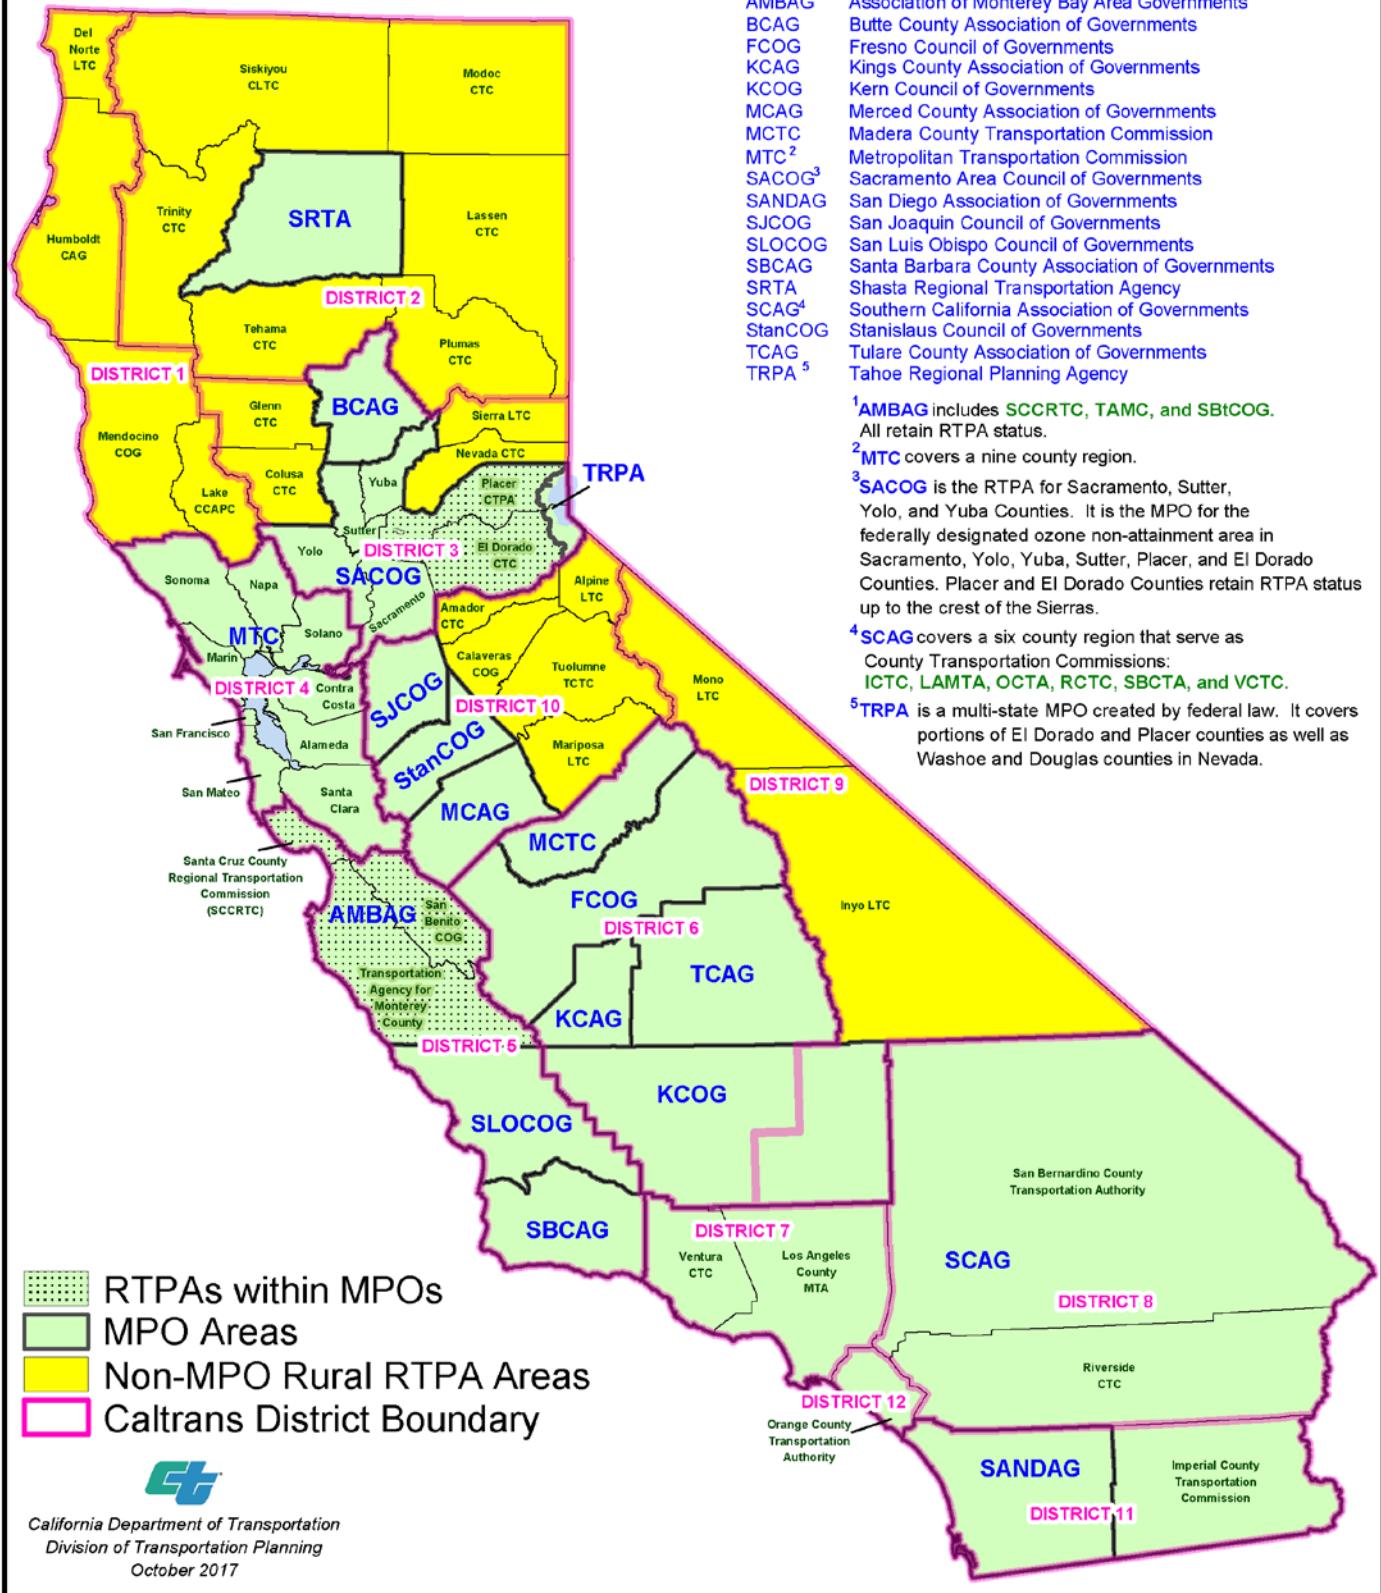 AMBAG Association of Monterey Bay Area Governments
BCAG Butte County Association of Governments
FCOG Fresno Council of Governments
KCAG Kings County Association of Governments
KCOG Kern Council of Governments
MCAG Merced County Association of Governments
MCTC Madera County Transportation Commission
MTC 2 Metropolitan Transportation Commission
SACOG3 Sacramento Area Council of Governments
SANDAG San Diego Association of Governments
SJCOG San Joaquin Council of Governments
SLOCOG San Luis Obispo Council of Governments
SBCAG Santa Barbara County Association of Governments
SRTA Shasta Regional Transportation Agency
SCAG4 Southern California Association of Governments
StanCOG Stanislaus Council of Governments
TCAG Tulare County Association of Governments
TRPA 5 Tahoe Regional Planning Agency
1AMBAG includes SCCRTC, TAMC, and SBtCOG.
All retain RTPA status.
2MTC covers a nine county region.
3SACOG is the RTPA for Sacramento, Sutter,
Yolo, and Yuba Counties. It is the MPO for the
federally designated ozone non-attainment area in
Sacramento, Yolo, Yuba, Sutter, Placer, and El Dorado
Counties. Placer and El Dorado Counties retain RTPA status
up to the crest of the Sierras.
4 SCAG covers a six county region that serve as
County Transportation Commissions:
ICTC, LAMTA, OCTA, RCTC, SBCTA, and VCTC.
5TRPA is a multi-state MPO created by federal law. It covers
portions of El Dorado and Placer counties as well as
Washoe and Douglas counties in Nevada.
Del
Norte
LTC
Siskiyou
CLTC
Modoc
CTC
Humboldt
CAG
Trinity
CTC
SRTA
Lassen
CTC
DISTRICT 2
Tehama
CTC
Plumas
CTC
DISTRICT 1
BCAG
Glenn
CTC
Sierra LTC
Mendocino
COG
Nevada CTC
Lake
CCAPC
Colusa
CTC
Yuba
Placer
CTPA
TRPA
Sutter
DISTRICT 3
El Dorado
CTC
Yolo
SACOG
Sacramento
Sonoma
Napa
Solano
MTC
Marin
Amador
CTC
Alpine
LTC
Calaveras
COG
Tuolumne
TCTC
Mono
LTC
DISTRICT 4
Contra
Costa
SJCOG
DISTRICT 10
San Francisco
Alameda
StanCOG
Mariposa
LTC
San Mateo
Santa
Clara
MCAG
DISTRICT 9
MCTC
Santa Cruz County
Regional Transportation
Commission
(SCCRTC)
AMBAG
San
Benito
COG
FCOG
DISTRICT 6
Inyo LTC
Transportation
Agency for
Monterey
County
TCAG
KCAG
DISTRICT 5
KCOG
SLOCOG
San Bernardino County
Transportation Authority
SBCAG
DISTRICT 7
Ventura
CTC
Los Angeles
County
MTA
SCAG
DISTRICT 8
Riverside
CTC
DISTRICT 12
Orange County
Transportation
Authority
SANDAG
Imperial County
Transportation
Commission
DISTRICT 11
RTPAs within MPOs
MPO Areas
Non-MPO Rural RTPA Areas
Caltrans District Boundary
ct
California Department of Transportation
Division of Transportation Planning
October 2017